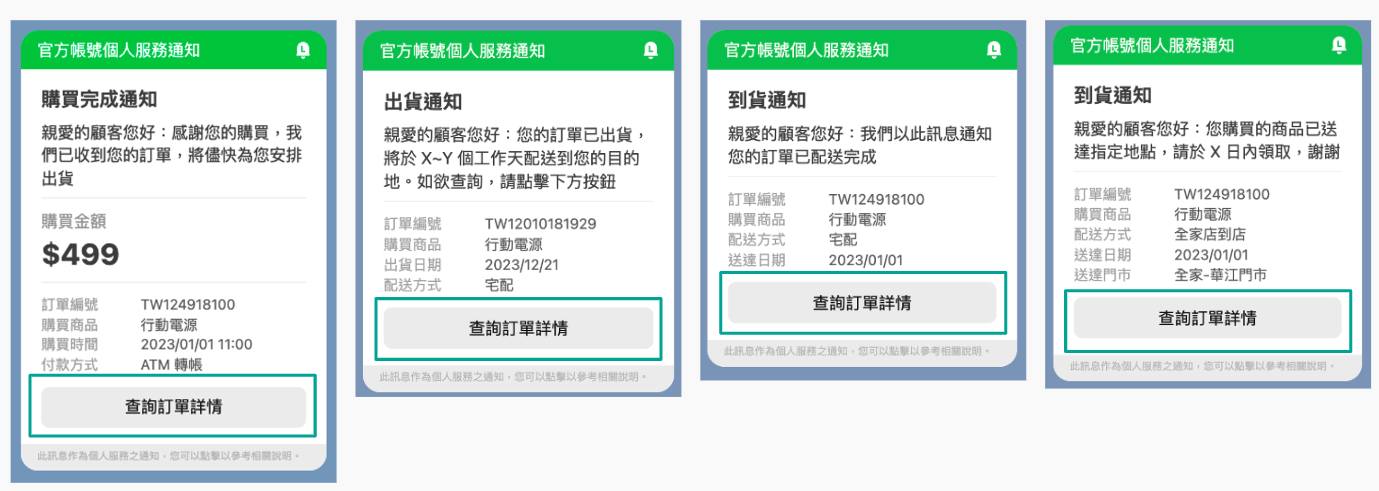 官方帳號個人服務通知
購買完成通知
親愛的顧客您好：感謝您的購買，我
們已收到您的訂單，將儘快為您安排
出貨
購買金額
$499
訂單編號 TW124918100
購買商品 行動電源
購買時間 2023/01/01 11:00
付款方式 ATM 轉帳
查詢訂單詳情
此訊息作為個人服務之通知，您可以點擊以參考相關說明。
官方帳號個人服務通知
出貨通知
親愛的顧客您好：您的訂單已出貨，
將於 X~Y 個工作天配送到您的目的
地。如欲查詢，請點擊下方按鈕
訂單編號 TW12010181929
購買商品 行動電源
出貨日期 2023/12/21
配送方式 宅配
查詢訂單詳情
此訊息作為個人服務之通知，您可以點擊以參考相關說明。
官方帳號個人服務通知
到貨通知
親愛的顧客您好：我們以此訊息通知
您的訂單已配送完成
訂單編號 TW124918100
購買商品 行動電源
配送方式 宅配
送達日期 2023/01/01
查詢訂單詳情
此訊息作為個人服務之通知，您可以點擊以參考相關說明。
官方帳號個人服務通知
到貨通知
親愛的顧客您好：您購買的商品已送
達指定地點，請於 X 日內領取，謝謝
訂單編號 TW124918100
購買商品 行動電源
配送方式 全家店到店
送達日期 2023/01/01
送達門市 全家-華江門市
查詢訂單詳情
此訊息作為個人服務之通知，您可以點擊以參考相關說明。